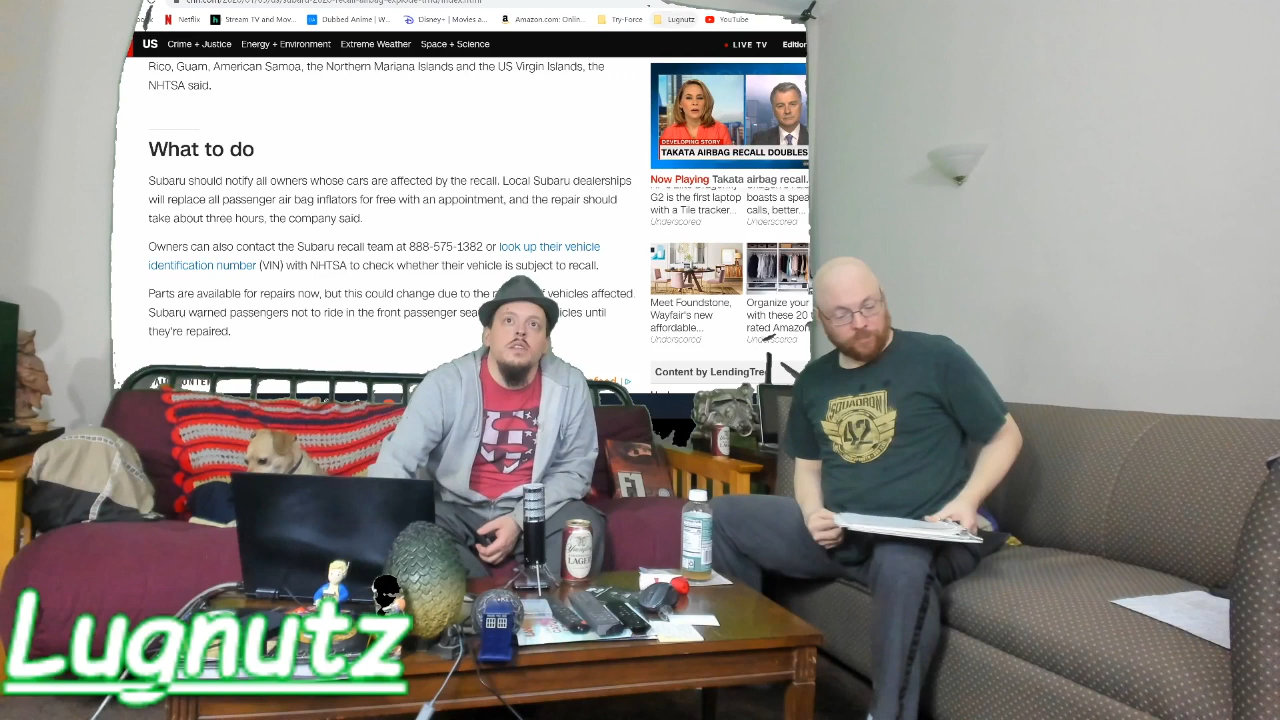 Netflix
Stream TV and Mov...
Dubbed Anime | W...
Disney+ | Movies a...
Amazon.com: Onlin...
Try-Force
Lugnutz
YouTube
US Crime + Justice Energy + Environment Extreme Weather Space + Science
LIVE TV
Rico, Guam, American Samoa, the Northern Mariana Islands and the US Virgin Islands, the
NHTSA said.
What to do
Subaru should notify all owners whose cars are affected by the recall. Local Subaru dealerships
will replace all passenger air bag inflators for free with an appointment, and the repair should
take about three hours, the company said.
Owners can also contact the Subaru recall team at 888-575-1382 or look up their vehicle
identification number (VIN) with NHTSA to check whether their vehicle is subject to recall.
Parts are available for repairs now, but that could change due to the of vehicles affected.
Subaru warned passengers not to ride in the front passenger until
they're repaired.
DEVELOPING STORY
TAKATA AIRBAG RECALL DOUBLES
Now Playing Takata airbag recall.
G2 is the first laptop
with a Tile tracker...
Underscored
boasts a
calls, better...
Underscored
Meet Foundstone,
Wayfair's new
affordable...
Underscored
Organize your
with these 20
rated Amazon
Underscored
Content by LendingTree
SQUADRON
42
F1
LAGER
Lugnutz